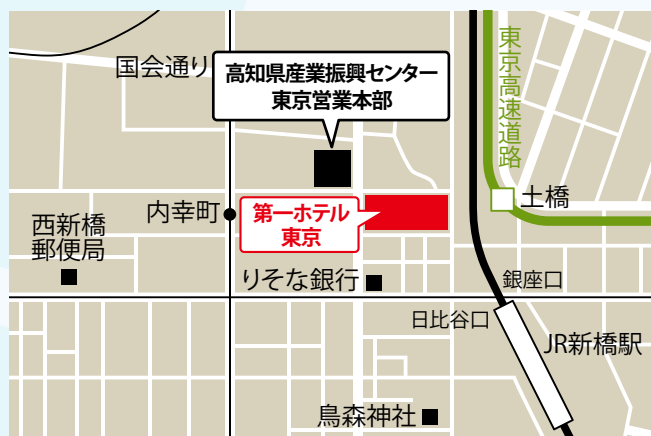 国会通り
高知県産業振興センター
東京営業本部
東京高速道路
土橋
内幸町
第一ホテル
東京
西新橋
郵便局
りそな銀行
銀座口
日比谷口
JR新橋駅
烏森神社